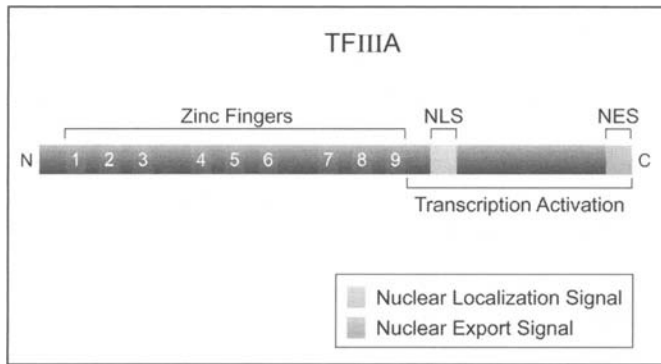 TFIIIA
Zinc Fingers NLS NES
N 1 2 3 4 5 6 7 8 9 C
Transcription Activation
Nuclear Localization Signal
Nuclear Export Signal